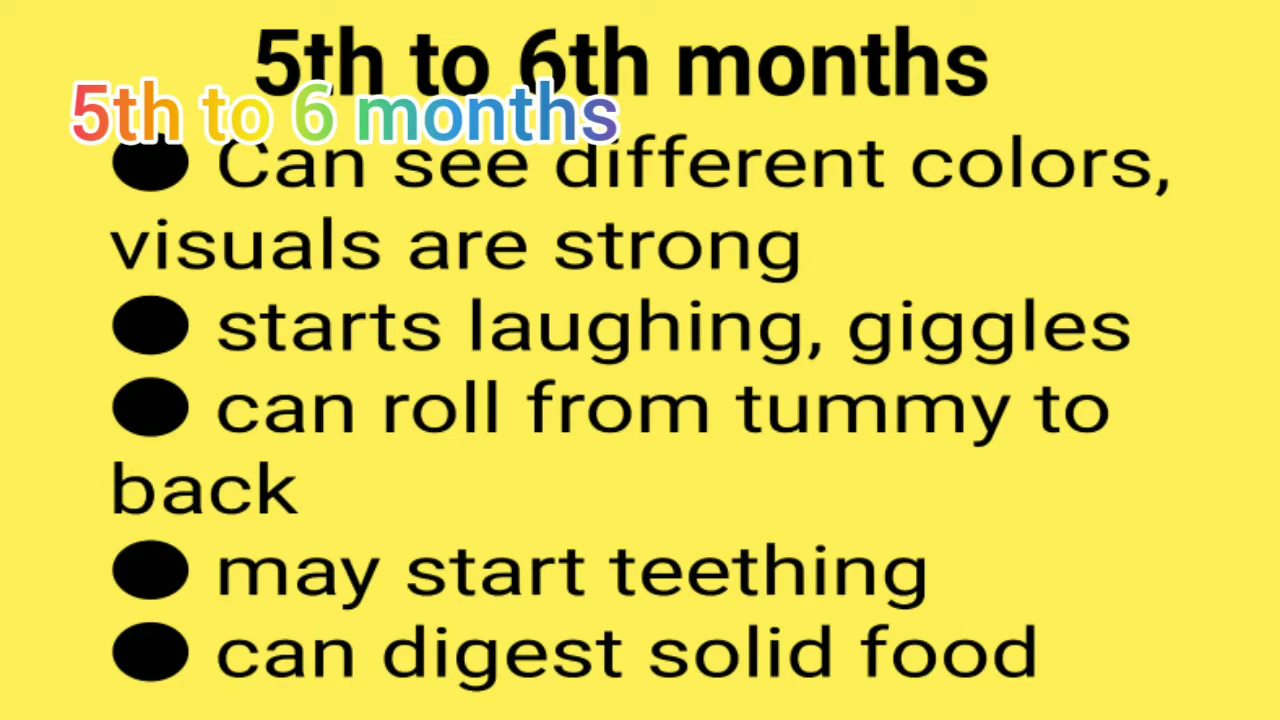 5th to 6th months
5th to 6 months
● Can see different colors,
visuals are strong
● starts laughing, giggles
● can roll from tummy to
back
● may start teething
● can digest solid food